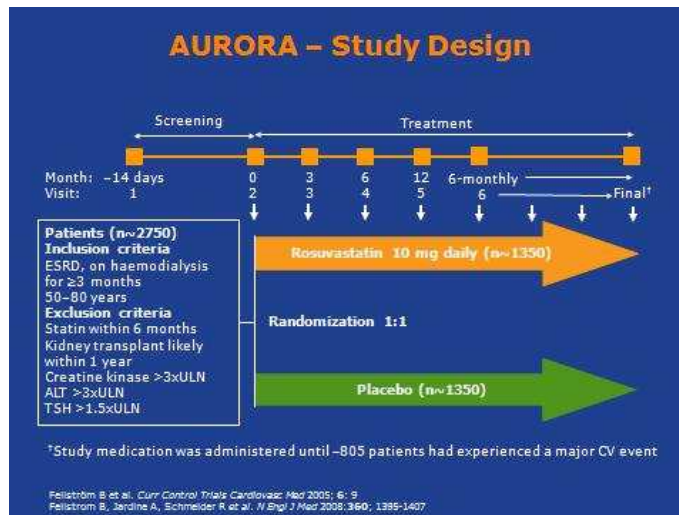 AURORA – Study Design
Screening
Treatment
Month: –14 days 0 3 6 12 6-monthly
Visit: 1 2 3 4 5 6 Final†
Patients (n~2750)
Inclusion criteria
ESRD, on haemodialysis
for ≥3 months
50–80 years
Exclusion criteria
Statin within 6 months
Kidney transplant likely
within 1 year
Creatine kinase >3xULN
ALT >3xULN
TSH >1.5xULN
Rosuvastatin 10 mg daily (n~1350)
Randomization 1:1
Placebo (n~1350)
†Study medication was administered until ~805 patients had experienced a major CV event
Fellström B et al. Curr Control Trials Cardiovasc Med 2005; 6: 9
Fellstrom B, Jardine A, Schmeider R et al. N Engl J Med 2008;360; 1395-1407